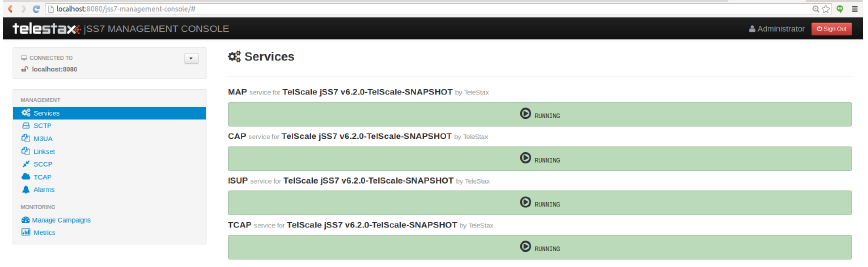 localhost:8080/jss7-management-console/#
telestax jSS7 MANAGEMENT CONSOLE
Administrator
Sign Out
CONNECTED TO
localhost:8080
MANAGEMENT
Services
SCTP
M3UA
Linkset
SCCP
TCAP
Alarms
MONITORING
Manage Campaigns
Metrics
Services
MAP service for TelScale jSS7 v6.2.0-TelScale-SNAPSHOT by TeleStax
RUNNING
CAP service for TelScale jSS7 v6.2.0-TelScale-SNAPSHOT by TeleStax
RUNNING
ISUP service for TelScale jSS7 v6.2.0-TelScale-SNAPSHOT by TeleStax
RUNNING
TCAP service for TelScale jSS7 v6.2.0-TelScale-SNAPSHOT by TeleStax
RUNNING